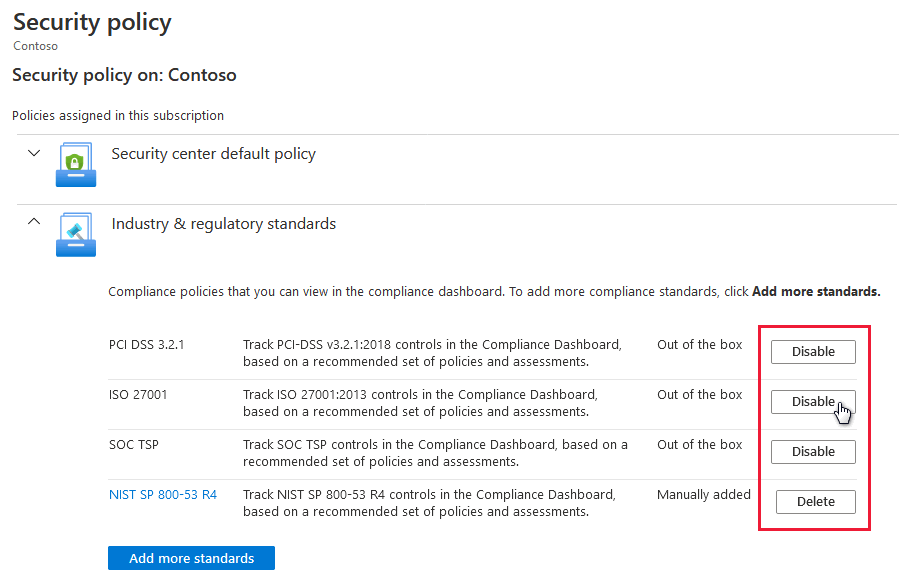 Security policy
Contoso
Security policy on: Contoso
Policies assigned in this subscription
Security center default policy
Industry & regulatory standards
Compliance policies that you can view in the compliance dashboard. To add more compliance standards, click Add more standards.
PCI DSS 3.2.1
Track PCI-DSS v3.2.1:2018 controls in the Compliance Dashboard,
based on a recommended set of policies and assessments.
Out of the box
Disable
ISO 27001
Track ISO 27001:2013 controls in the Compliance Dashboard,
based on a recommended set of policies and assessments.
Out of the box
Disable
SOC TSP
Track SOC TSP controls in the Compliance Dashboard, based on a
recommended set of policies and assessments.
Out of the box
Disable
NIST SP 800-53 R4
Track NIST SP 800-53 R4 controls in the Compliance Dashboard,
based on a recommended set of policies and assessments.
Manually added
Delete
Add more standards